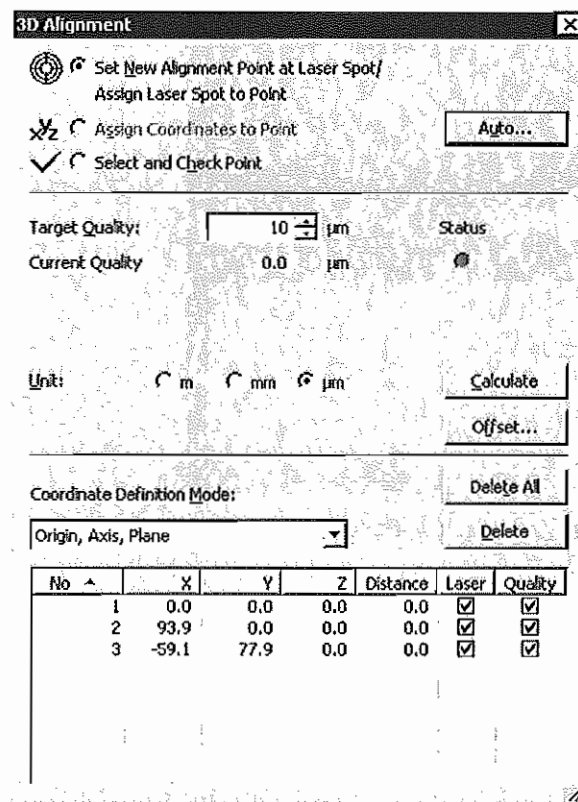 3D Alignment
Set New Alignment Point at Laser Spot/
Assign Laser Spot to Point
xyz Assign Coordinates to Point
Auto...
Select and Check Point
Target Quality: 10 µm Status
Current Quality 0.0 µm
Unit: m mm µm Calculate
Offset...
Coordinate Definition Mode: Delete All
Origin, Axis, Plane Delete
No X Y Z Distance Laser Quality
1 0.0 0.0 0.0 0.0
2 93.9 0.0 0.0 0.0
3 -59.1 77.9 0.0 0.0